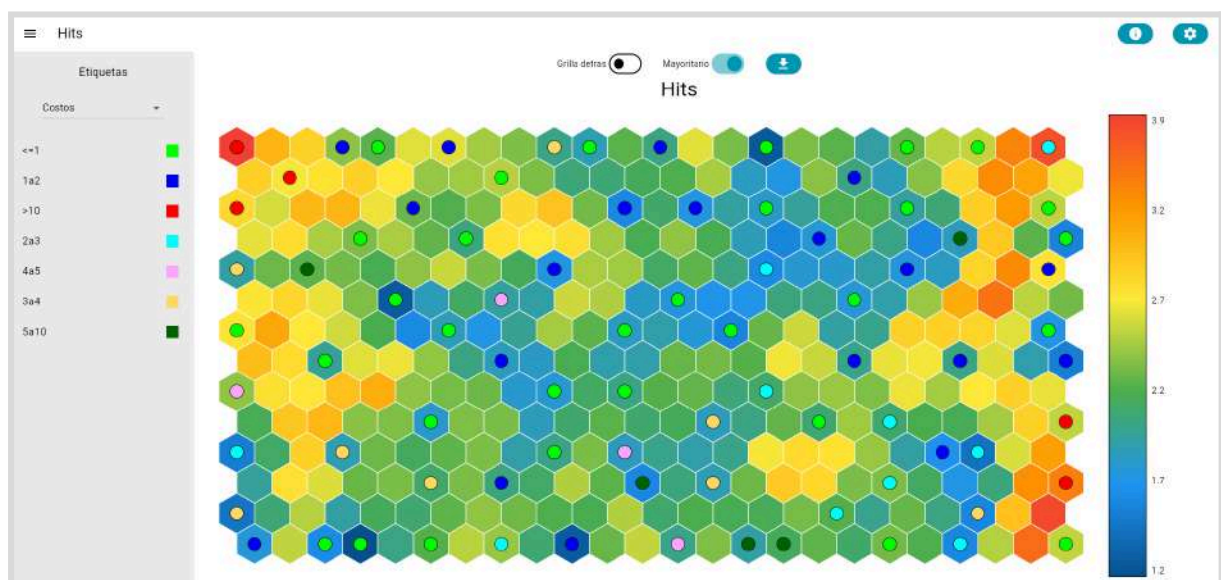 Hits
Etiquetas
Grilla detras
Mayoritario
Hits
Costos
<=1
1a2
>10
2a3
4a5
3a4
5a10
3.9
3.2
2.7
2.2
1.7
1.2